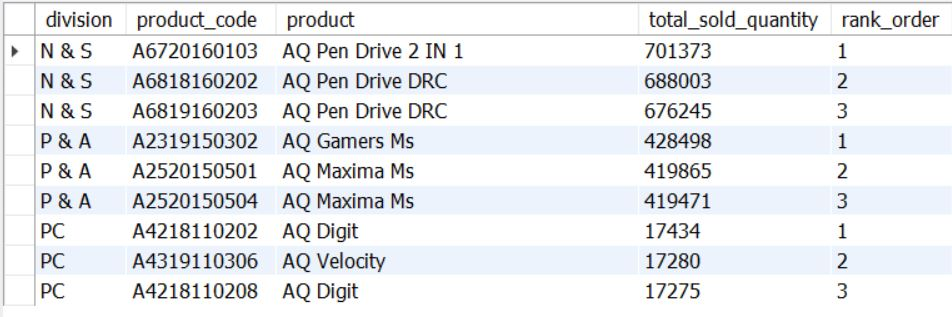 division product_code product total_sold_quantity rank_order
N & S A6720160103 AQ Pen Drive 2 IN 1 701373 1
N & S A6818160202 AQ Pen Drive DRC 688003 2
N & S A6819160203 AQ Pen Drive DRC 676245 3
P & A A2319150302 AQ Gamers Ms 428498 1
P & A A2520150501 AQ Maxima Ms 419865 2
P & A A2520150504 AQ Maxima Ms 419471 3
PC A4218110202 AQ Digit 17434 1
PC A4319110306 AQ Velocity 17280 2
PC A4218110208 AQ Digit 17275 3